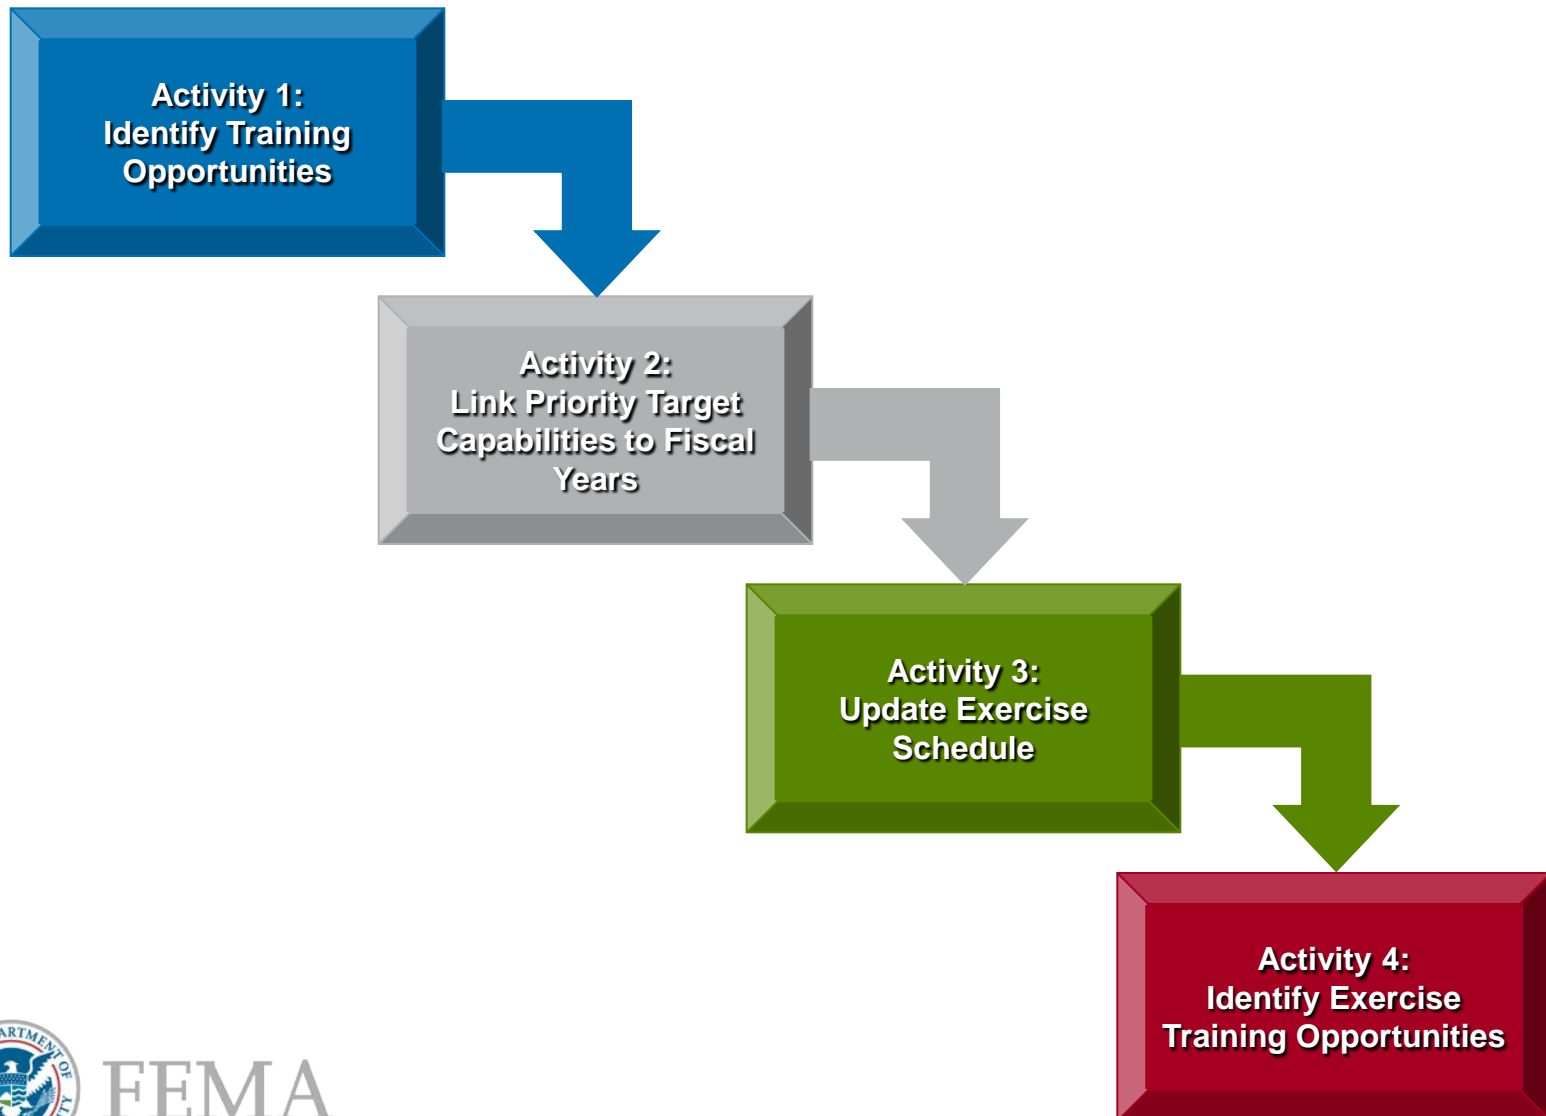 Activity 1:
Identify Training
Opportunities
Activity 2:
Link Priority Target
Capabilities to Fiscal
Years
Activity 3:
Update Exercise
Schedule
Activity 4:
Identify Exercise
Training Opportunities
FEMA